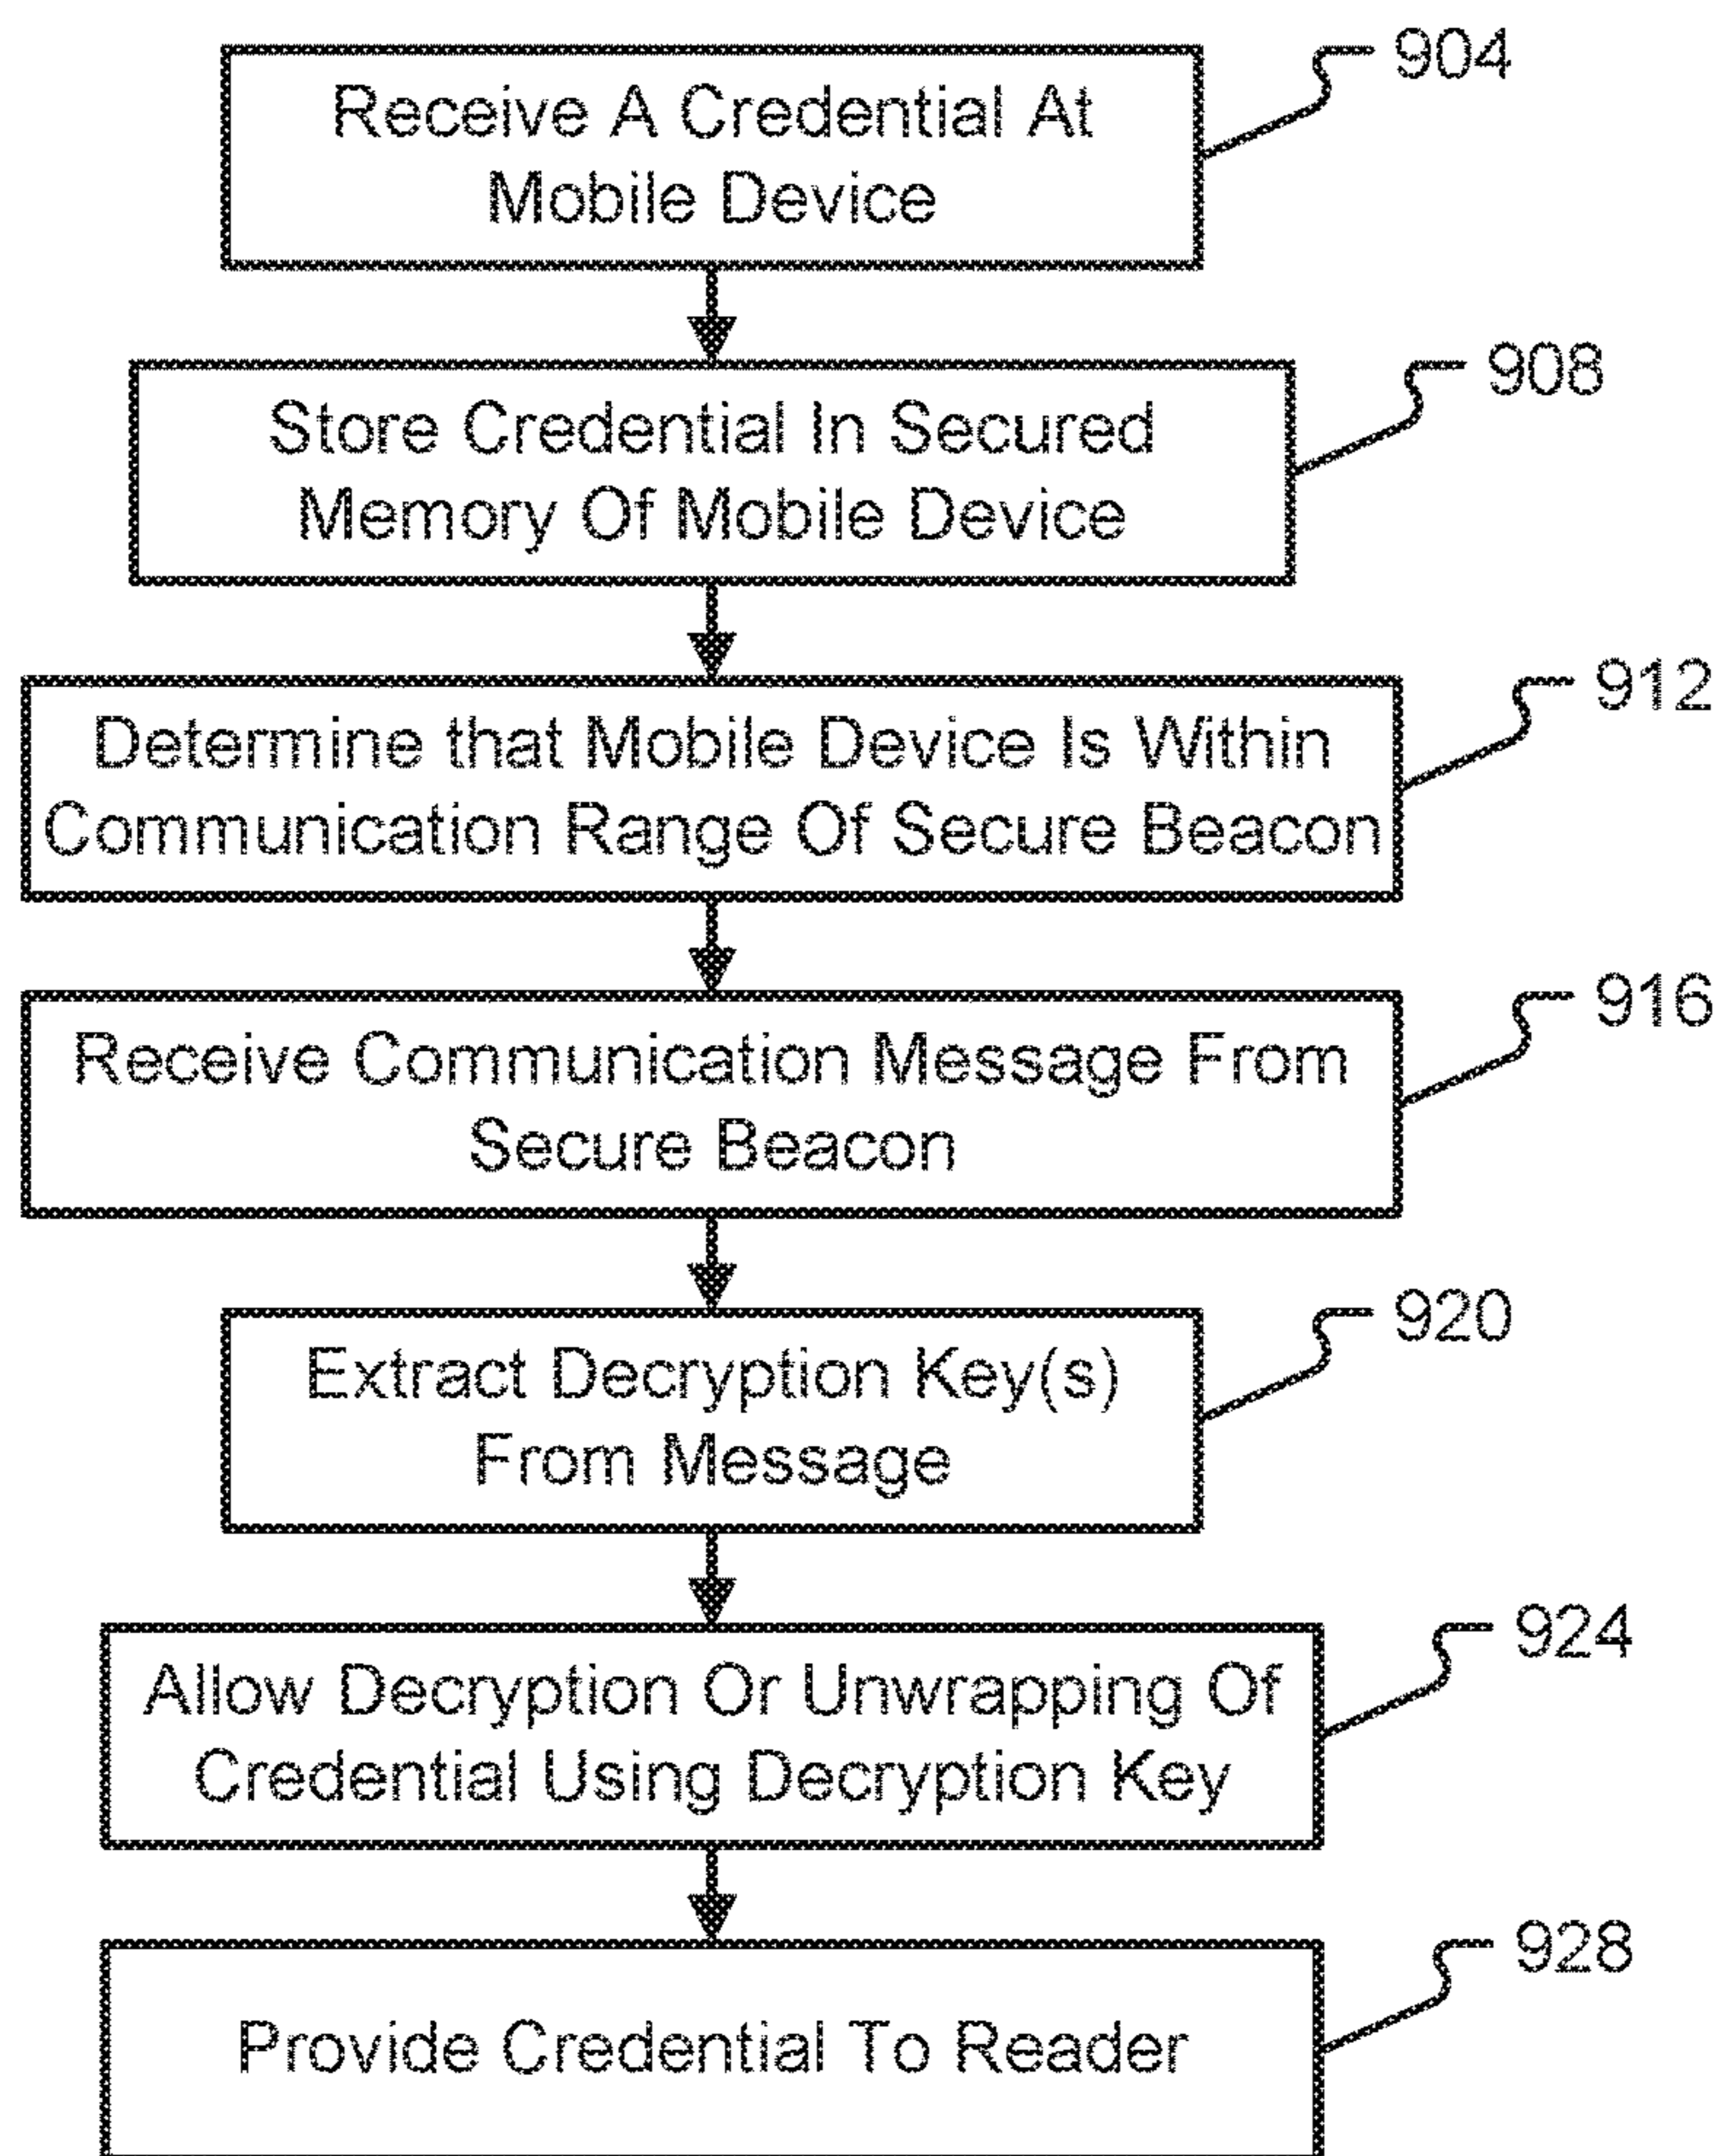 904
Receive A Credential At
Mobile Device
908
Store Credential In Secured
Memory Of Mobile Device
912
Determine that Mobile Device Is Within
Communication Range Of Secure Beacon
916
Receive Communication Message From
Secure Beacon
920
Extract Decryption Key(s)
From Message
924
Allow Decryption Or Unwrapping Of
Credential Using Decryption Key
928
Provide Credential To Reader